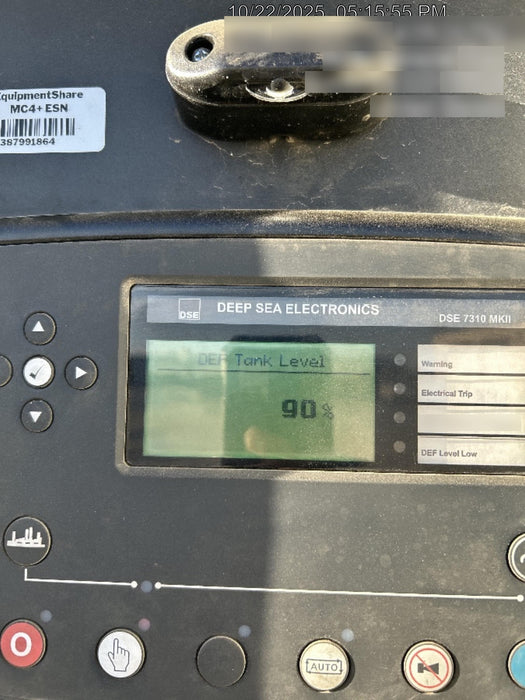 10/22/2025 05:15:55 PM
EquipmentShare
MC4+ ESN
387991864
DSE
DEEP SEA ELECTRONICS
DSE 7310 MKII
DEF Tank Level
90 %
Warning
Electrical Trip
DEF Level Low
O
AUTO